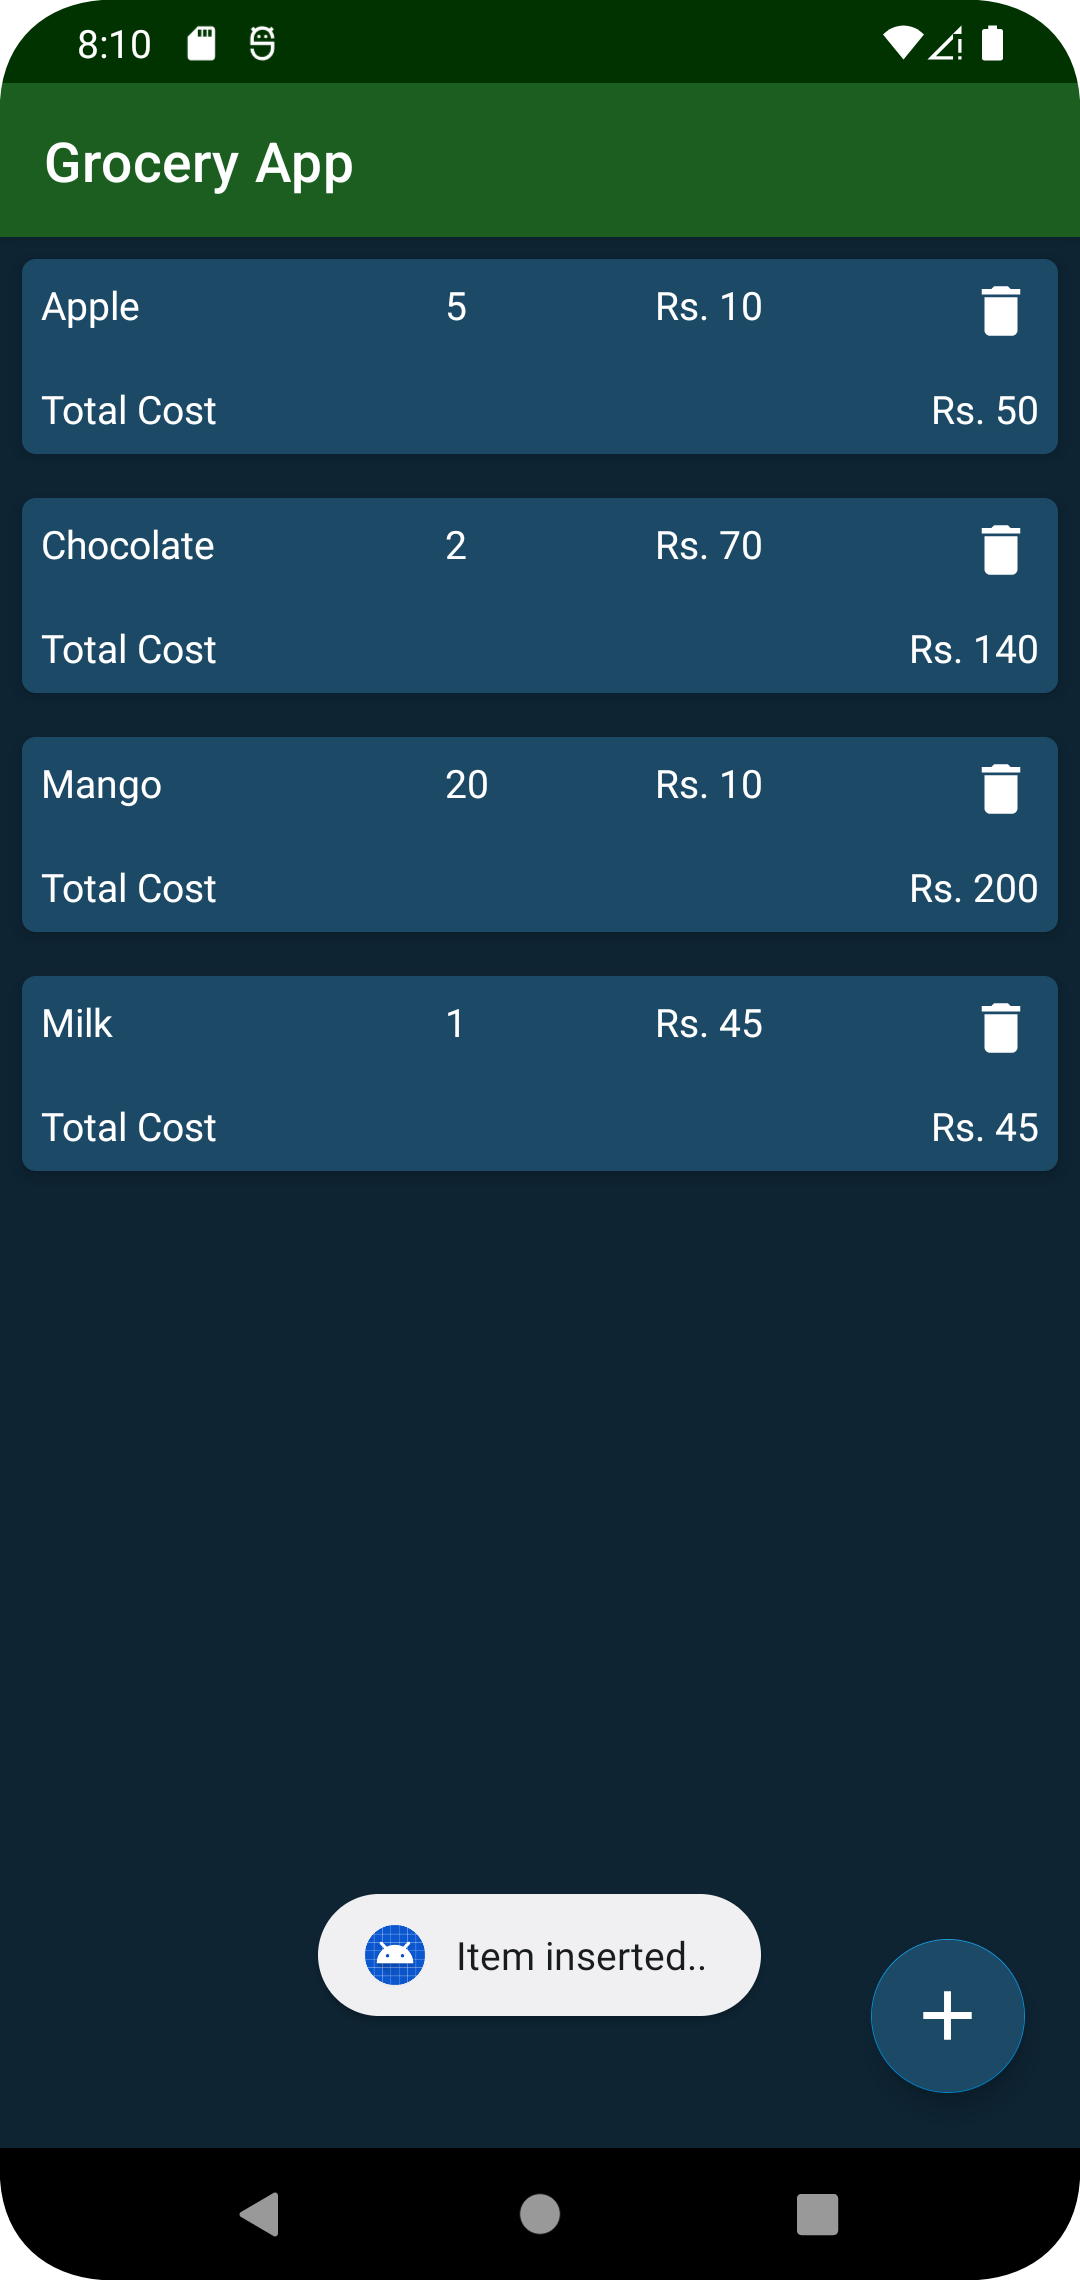 8:10
Grocery App
Apple 5 Rs. 10
Total Cost Rs. 50
Chocolate 2 Rs. 70
Total Cost Rs. 140
Mango 20 Rs. 10
Total Cost Rs. 200
Milk 1 Rs. 45
Total Cost Rs. 45
Item inserted..